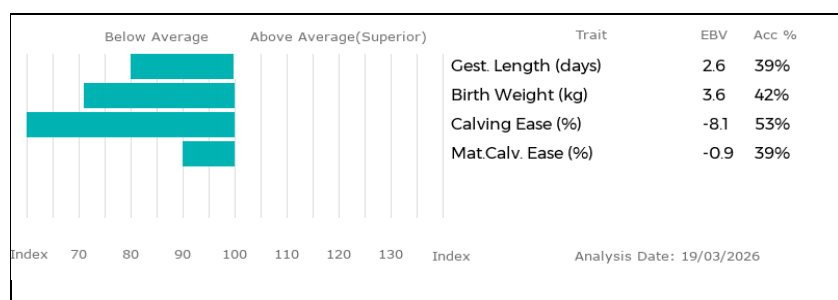 Below Average Above Average(Superior) Trait EBV Acc %
Gest. Length (days) 2.6 39%
Birth Weight (kg) 3.6 42%
Calving Ease (%) -8.1 53%
Mat.Calv. Ease (%) -0.9 39%
Index 70 80 90 100 110 120 130 Index Analysis Date: 19/03/2026